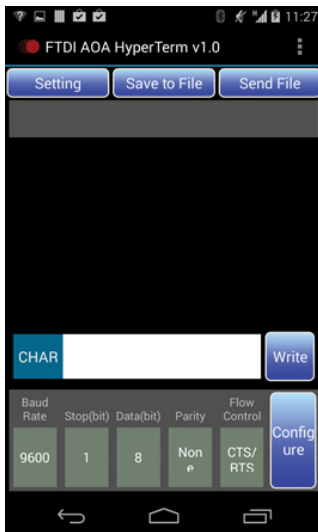 11:27
FTDI AOA HyperTerm v1.0
Setting Save to File Send File
CHAR Write
Baud
Rate Stop(bit) Data(bit) Parity Flow
Control
9600 1 8 Non
e CTS/
RTS Config
ure